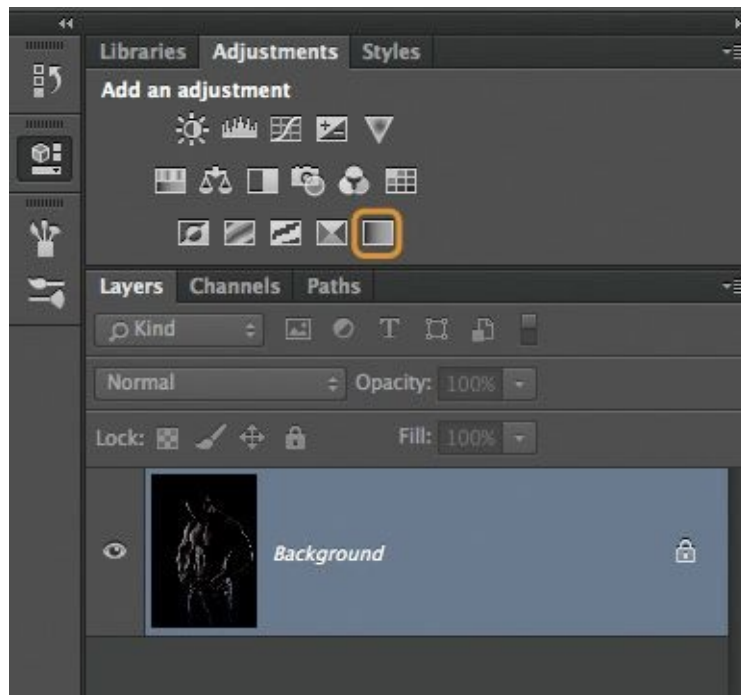 Libraries Adjustments Styles
Add an adjustment
Layers Channels Paths
Kind
Normal Opacity: 100%
Lock: Fill: 100%
Background